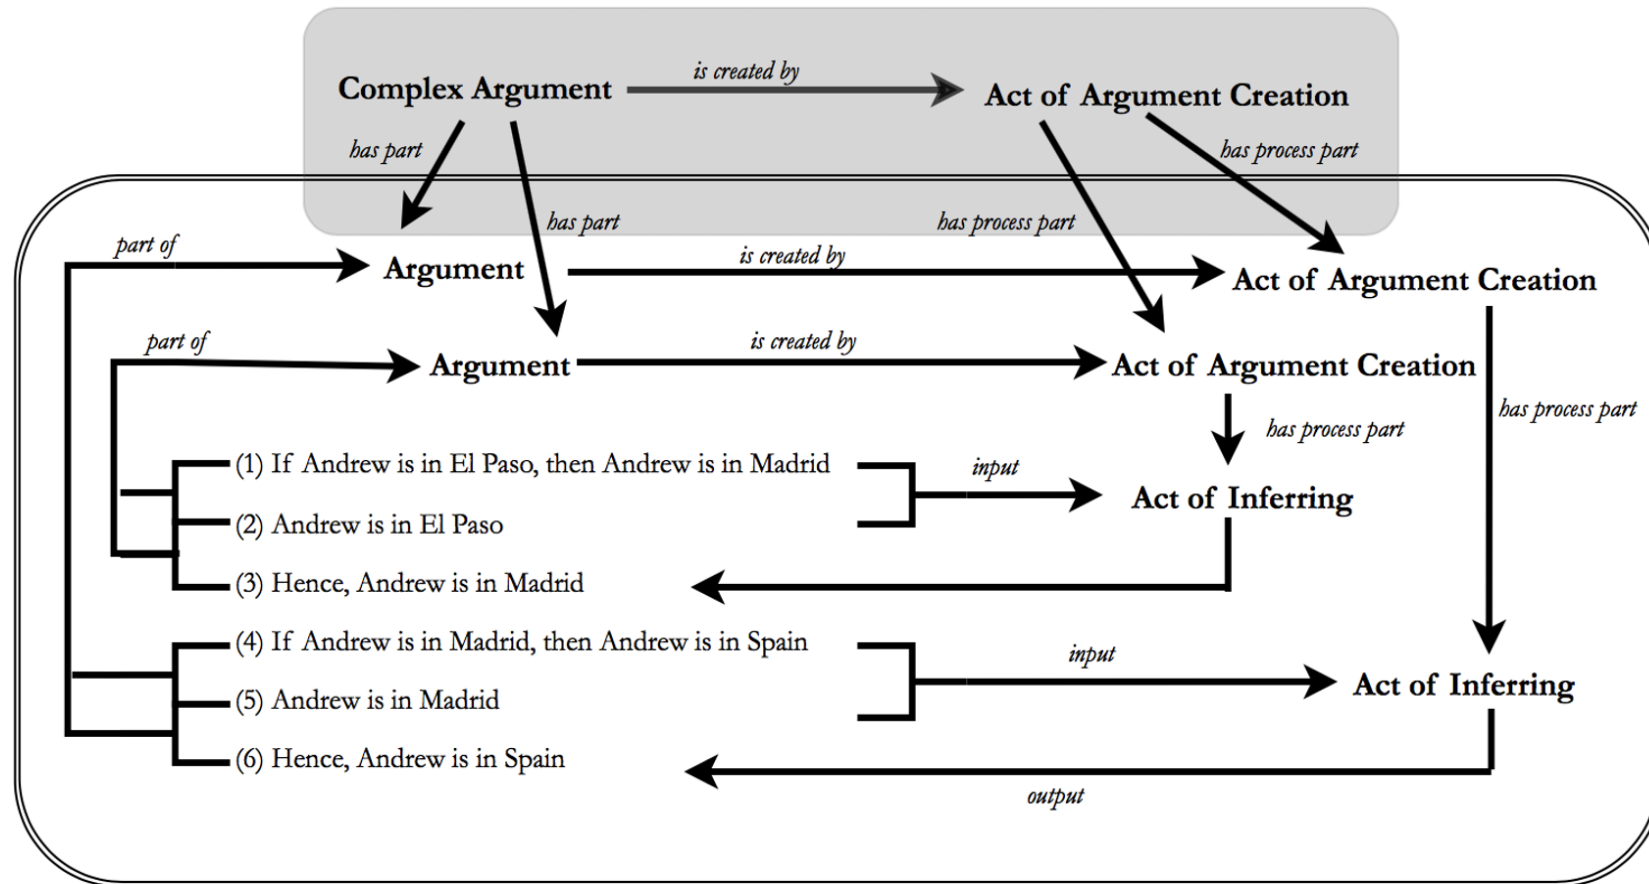 is created by
Complex Argument
Act of Argument Creation
has part
has process part
has part
has process part
part of
is created by
Argument
Act of Argument Creation
part of
is created by
Argument
Act of Argument Creation
has process part
has process part
(1) If Andrew is in El Paso, then Andrew is in Madrid
input
Act of Inferring
(2) Andrew is in El Paso
(3) Hence, Andrew is in Madrid
(4) If Andrew is in Madrid, then Andrew is in Spain
input
Act of Inferring
(5) Andrew is in Madrid
(6) Hence, Andrew is in Spain
output